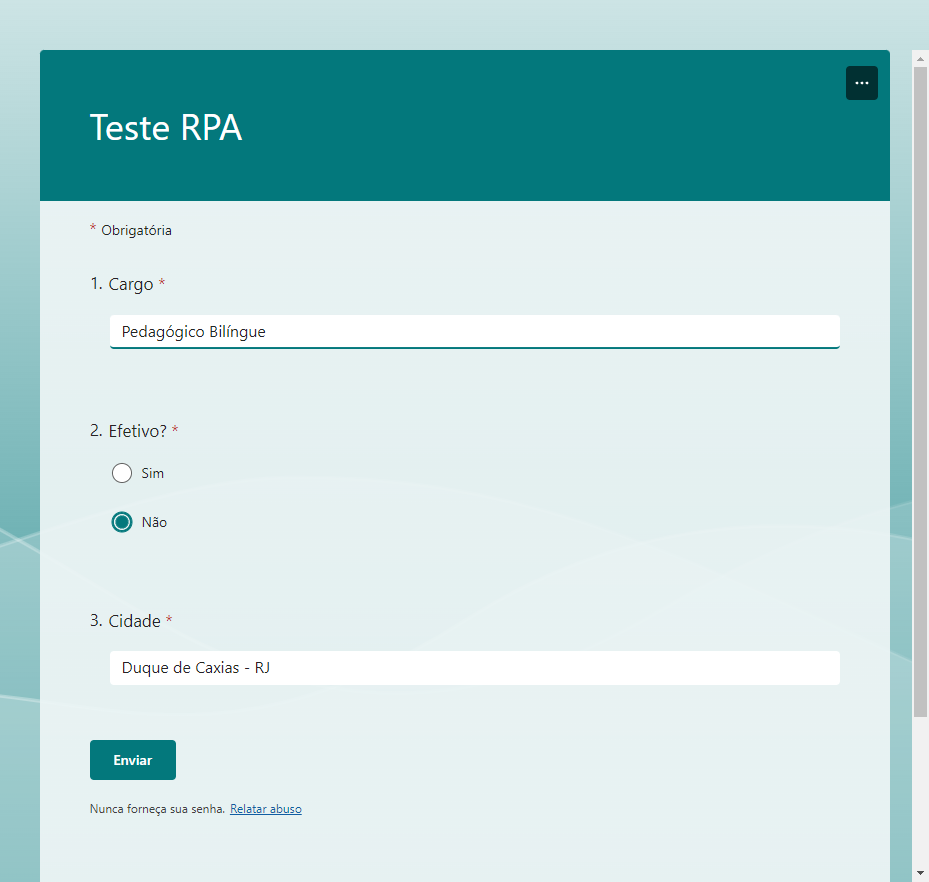 ...
Teste RPA
* Obrigatória
1. Cargo *
Pedagógico Bilíngue
2. Efetivo? *
Sim
Não
3. Cidade *
Duque de Caxias - RJ
Enviar
Nunca forneça sua senha. Relatar abuso